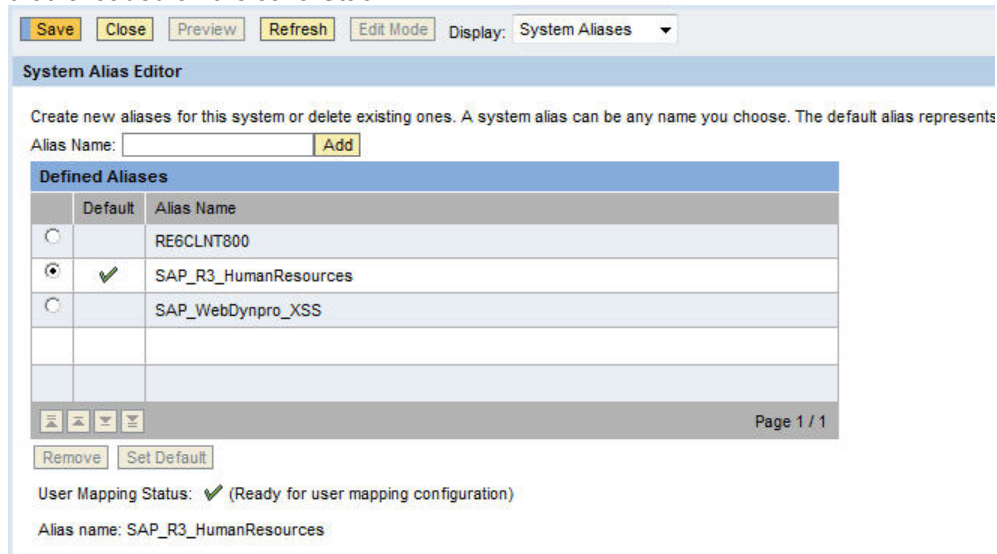 Save Close Preview Refresh Edit Mode Display: System Aliases
System Alias Editor
Create new aliases for this system or delete existing ones. A system alias can be any name you choose. The default alias represents
Alias Name: Add
Defined Aliases
Default Alias Name
RE6CLNT800
SAP_R3_HumanResources
SAP_WebDynpro_XSS
Page 1 / 1
Remove Set Default
User Mapping Status: (Ready for user mapping configuration)
Alias name: SAP_R3_HumanResources